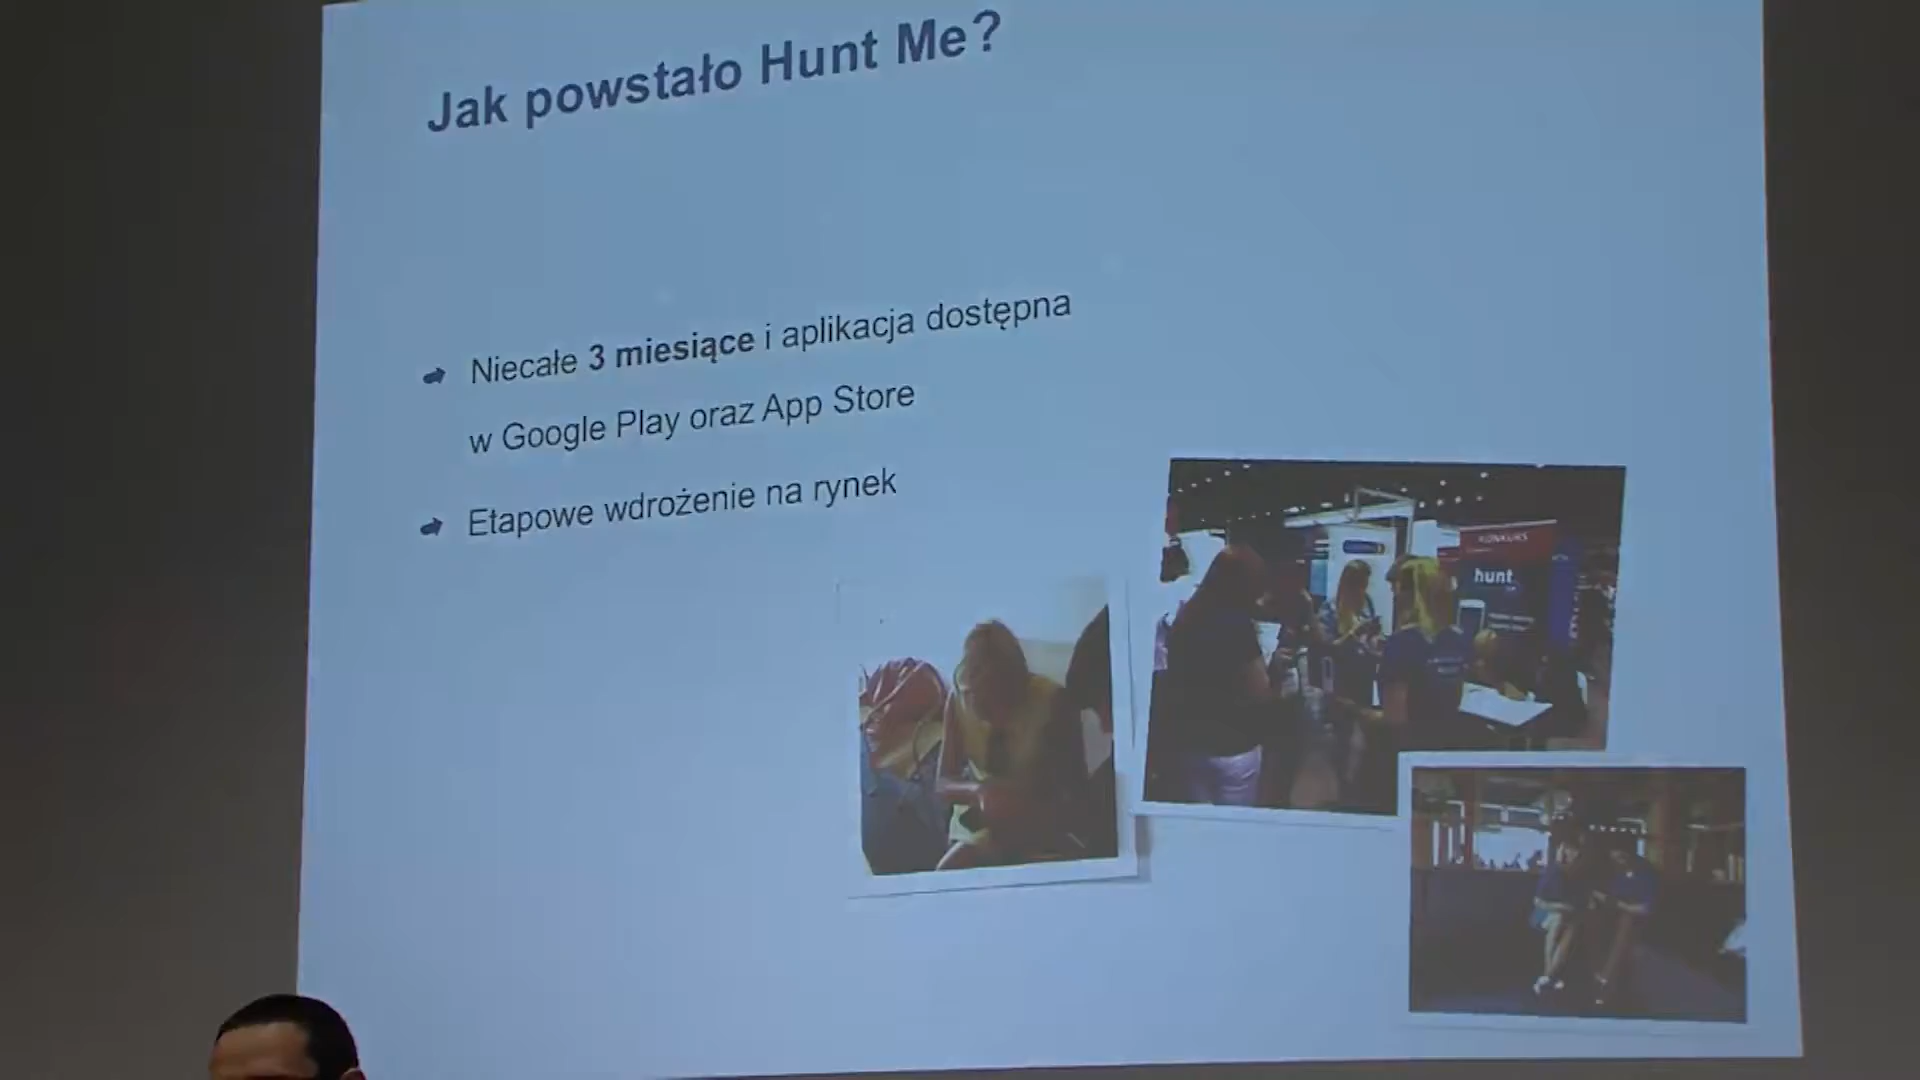 Jak powstało Hunt Me?
Niecałe 3 miesiące i aplikacja dostępna
w Google Play oraz App Store
Etapowe wdrożenie na rynek
KONKURS
hunt